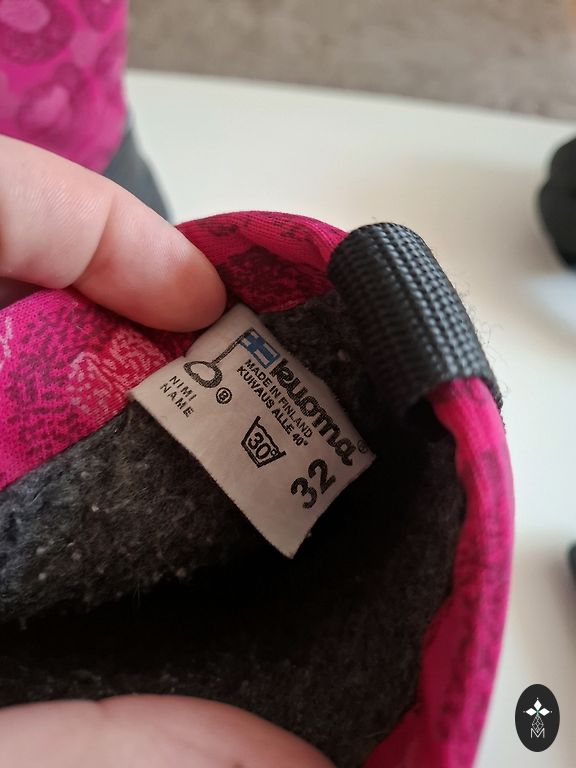 kuoma®
MADE IN FINLAND
KUIVAUS ALLE 40°
30°
32
NIMI
NAME
®
M